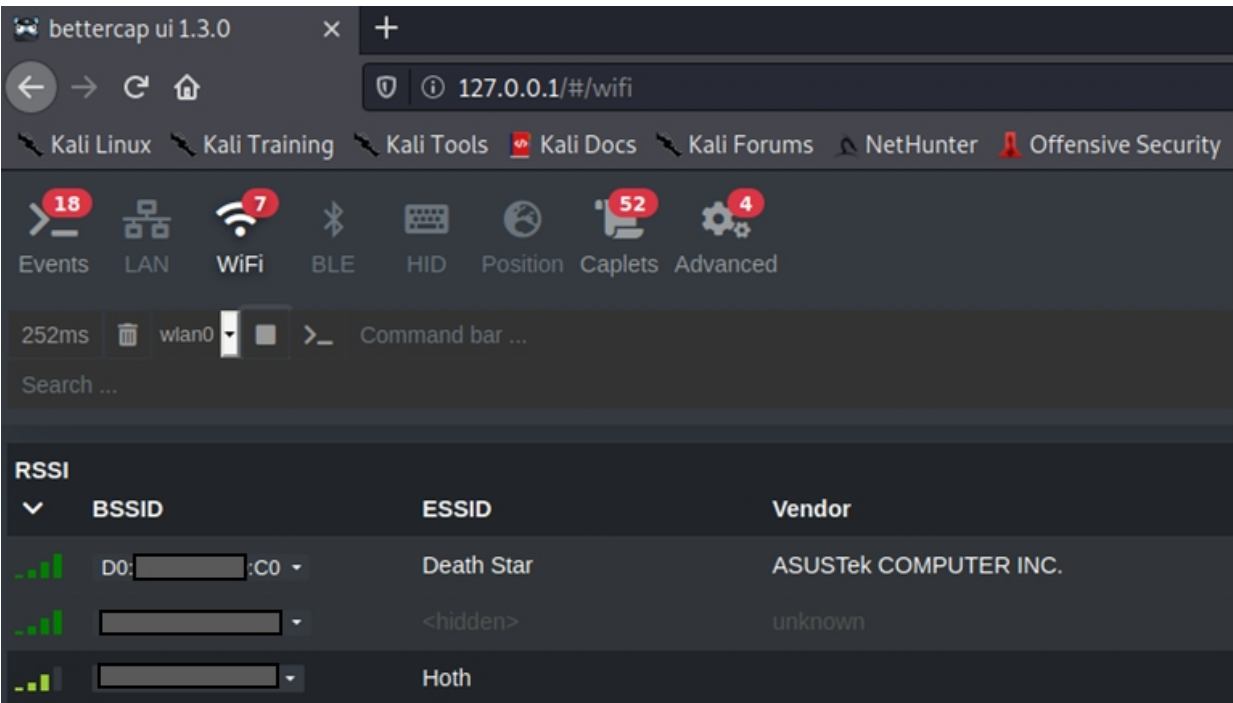 bettercap ui 1.3.0
127.0.0.1/#/wifi
Kali Linux Kali Training Kali Tools Kali Docs Kali Forums NetHunter Offensive Security
18 7 52 4
Events LAN WiFi BLE HID Position Caplets Advanced
252ms wlan0 Command bar ...
Search ...
RSSI
BSSID ESSID Vendor
D0: :C0 Death Star ASUSTek COMPUTER INC.
<hidden> unknown
Hoth